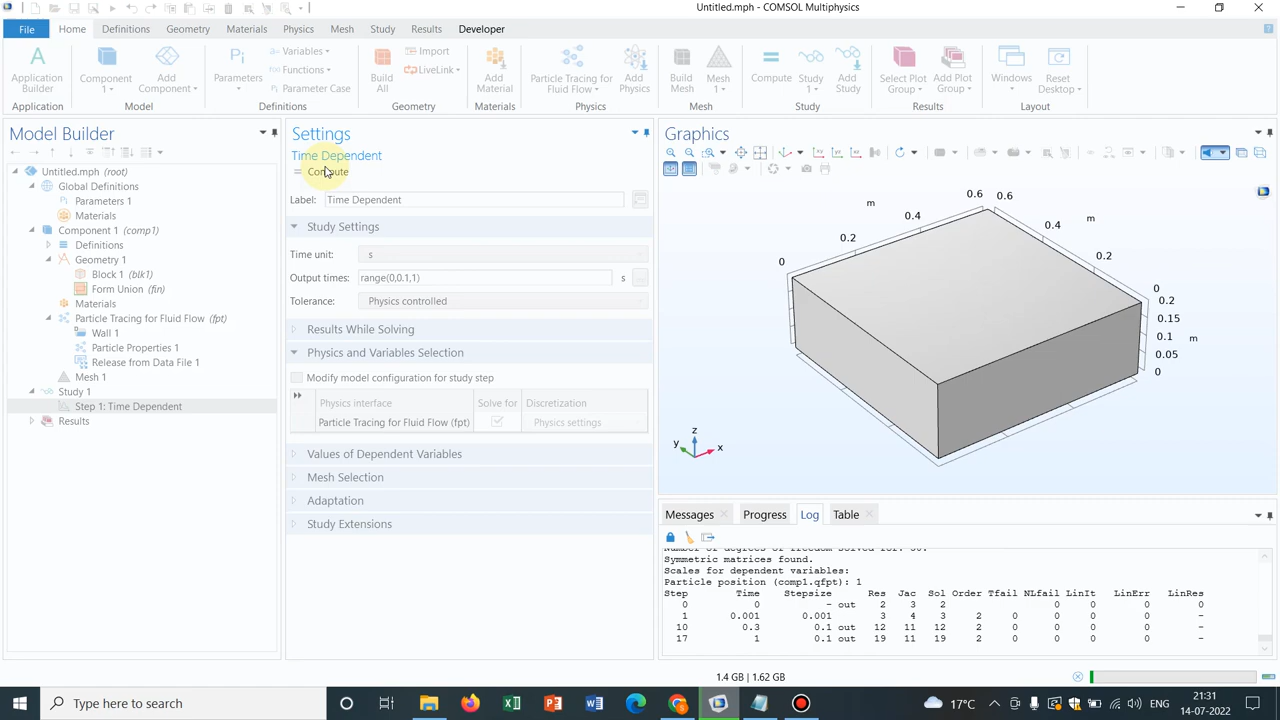 Untitled.mph - COMSOL Multiphysics
File Home Definitions Geometry Materials Physics Mesh Study Results Developer
Application Builder
Component 1
Add Component
Parameters
Variables
Functions
Parameter Case
Build All
Import
LiveLink
Add Material
Particle Tracing for Fluid Flow
Add Physics
Build Mesh
Mesh 1
Compute
Study 1
Add Study
Select Plot Group
Add Plot Group
Windows
Reset Desktop
Application Model Definitions Geometry Materials Physics Mesh Study Results Layout
Model Builder
Untitled.mph (root)
Global Definitions
Parameters 1
Materials
Component 1 (comp1)
Definitions
Geometry 1
Block 1 (blk1)
Form Union (fin)
Materials
Particle Tracing for Fluid Flow (fpt)
Wall 1
Particle Properties 1
Release from Data File 1
Mesh 1
Study 1
Step 1: Time Dependent
Results
Settings
Time Dependent
= Compute
Label: Time Dependent
Study Settings
Time unit: s
Output times: range(0,0.1,1) s
Tolerance: Physics controlled
Results While Solving
Physics and Variables Selection
Modify model configuration for study step
Physics interface Solve for Discretization
Particle Tracing for Fluid Flow (fpt) Physics settings
Values of Dependent Variables
Mesh Selection
Adaptation
Study Extensions
Graphics
0.6 0.6
m
0.4 m
0.4
0.2
0.2
0
0
0.2
0.15
0.1 m
0.05
0
z
y x
Messages Progress Log Table
Number of degrees of freedom solved for:
Symmetric matrices found.
Scales for dependent variables:
Particle position (comp1.qfpt): 1
Step Time Stepsize Res Jac Sol Order Tfail NLfail LinIt LinErr LinRes
0 0 - out 2 3 2 0 0 0 0
1 0.001 0.001 3 4 3 2 0 0 0 0 -
10 0.3 0.1 out 12 11 12 2 0 0 0 0 -
17 1 0.1 out 19 11 19 2 0 0 0 0 -
1.4 GB | 1.62 GB
Type here to search
17°C
ENG
21:31
14-07-2022